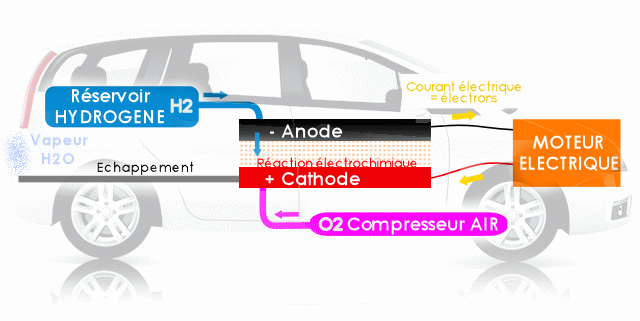 Réservoir
HYDROGENE H2
Courant électrique
= électrons
- Anode
Vapeur
H2O
Echappement
Réaction électrochimique
+ Cathode
MOTEUR
ELECTRIQUE
O2 Compresseur AIR